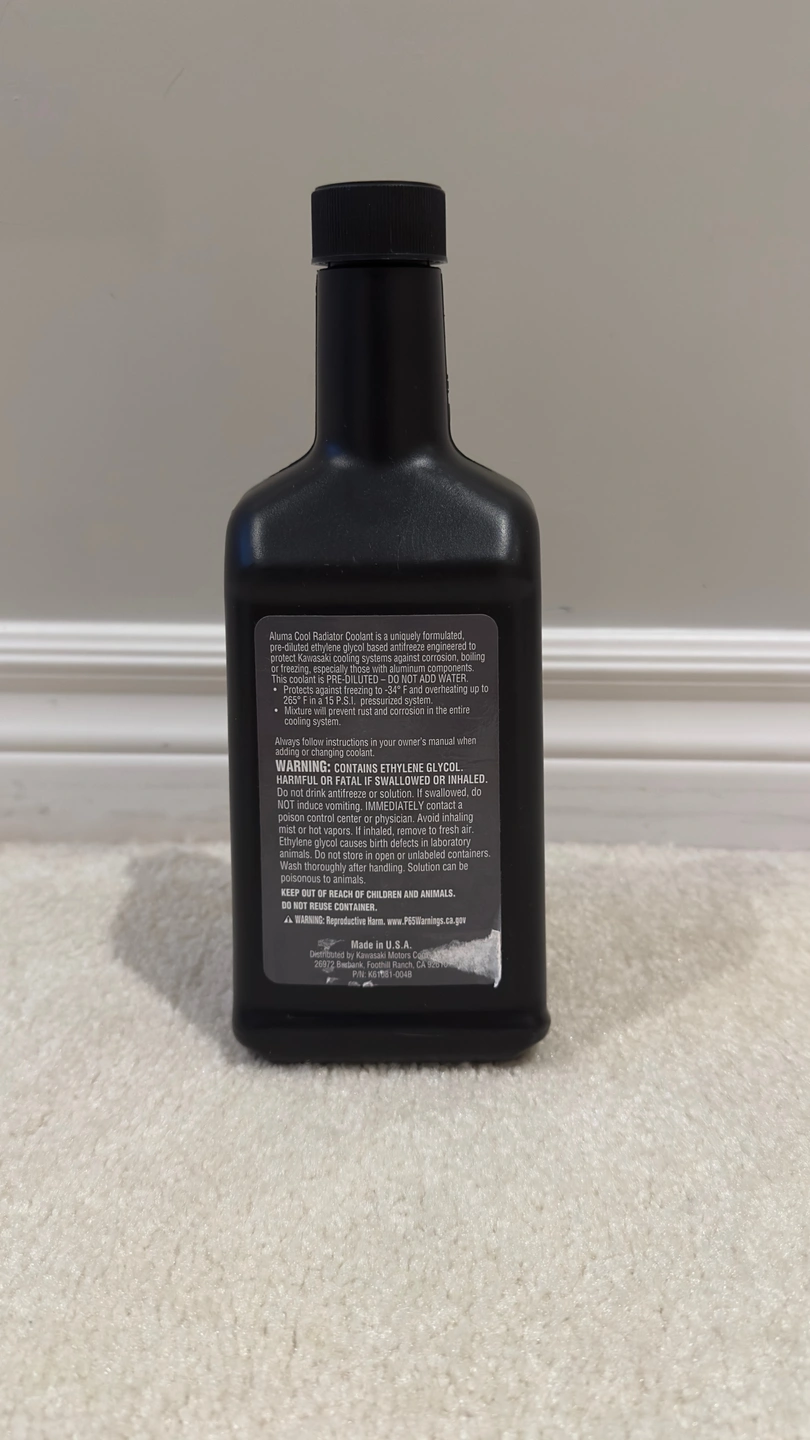 Aluma Cool Radiator Coolant is a uniquely formulated,
pre-diluted ethylene glycol based antifreeze engineered to
protect Kawasaki cooling systems against corrosion, boiling
or freezing, especially those with aluminum components.
This coolant is PRE-DILUTED – DO NOT ADD WATER.
• Protects against freezing to -34° F and overheating up to
265° F in a 15 P.S.I. pressurized system.
• Mixture will prevent rust and corrosion in the entire
cooling system.
Always follow instructions in your owner's manual when
adding or changing coolant.
WARNING: CONTAINS ETHYLENE GLYCOL.
HARMFUL OR FATAL IF SWALLOWED OR INHALED.
Do not drink antifreeze or solution. If swallowed, do
NOT induce vomiting. IMMEDIATELY contact a
poison control center or physician. Avoid inhaling
mist or hot vapors. If inhaled, remove to fresh air.
Ethylene glycol causes birth defects in laboratory
animals. Do not store in open or unlabeled containers.
Wash thoroughly after handling. Solution can be
poisonous to animals.
KEEP OUT OF REACH OF CHILDREN AND ANIMALS.
DO NOT REUSE CONTAINER.
⚠ WARNING: Reproductive Harm. www.P65Warnings.ca.gov
Made in U.S.A.
Distributed by Kawasaki Motors
26972 Burbank, Foothill Ranch, CA
P/N: K61081-004B